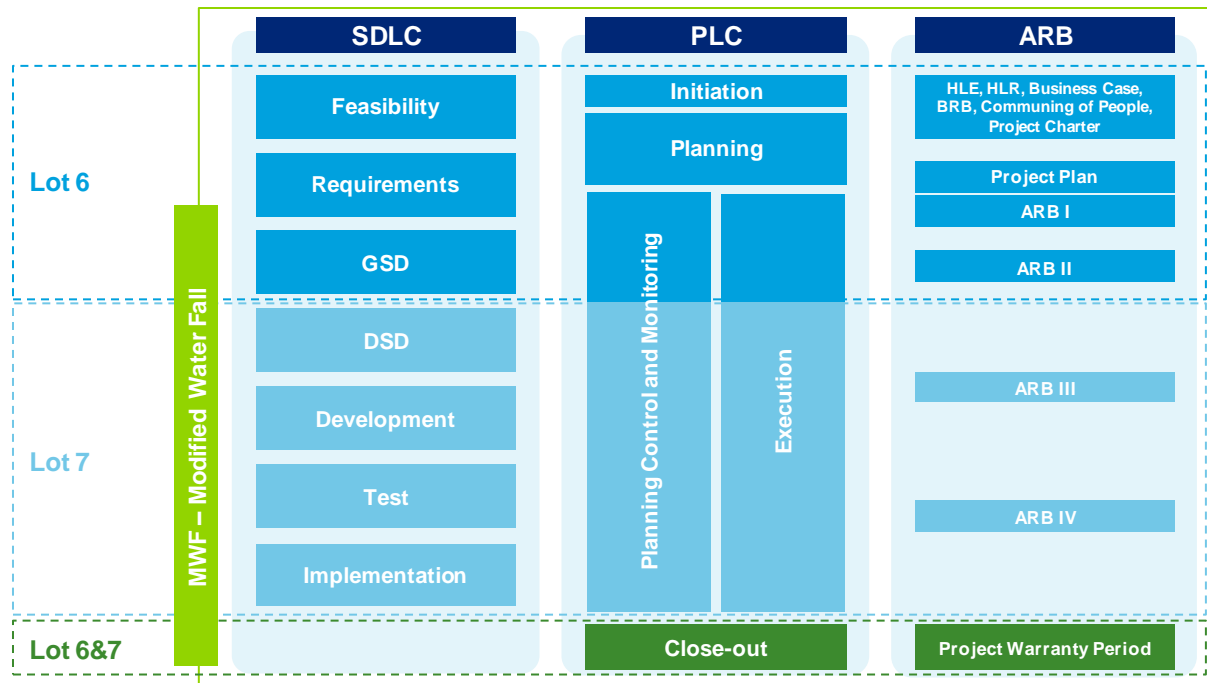 SDLC
PLC
ARB
Lot 6
Feasibility
Requirements
GSD
Initiation
Planning
HLE, HLR, Business Case,
BRB, Communing of People,
Project Charter
Project Plan
ARB I
ARB II
MWF – Modified Water Fall
Planning Control and Monitoring
Execution
Lot 7
DSD
Development
Test
Implementation
ARB III
ARB IV
Lot 6&7
Close-out
Project Warranty Period